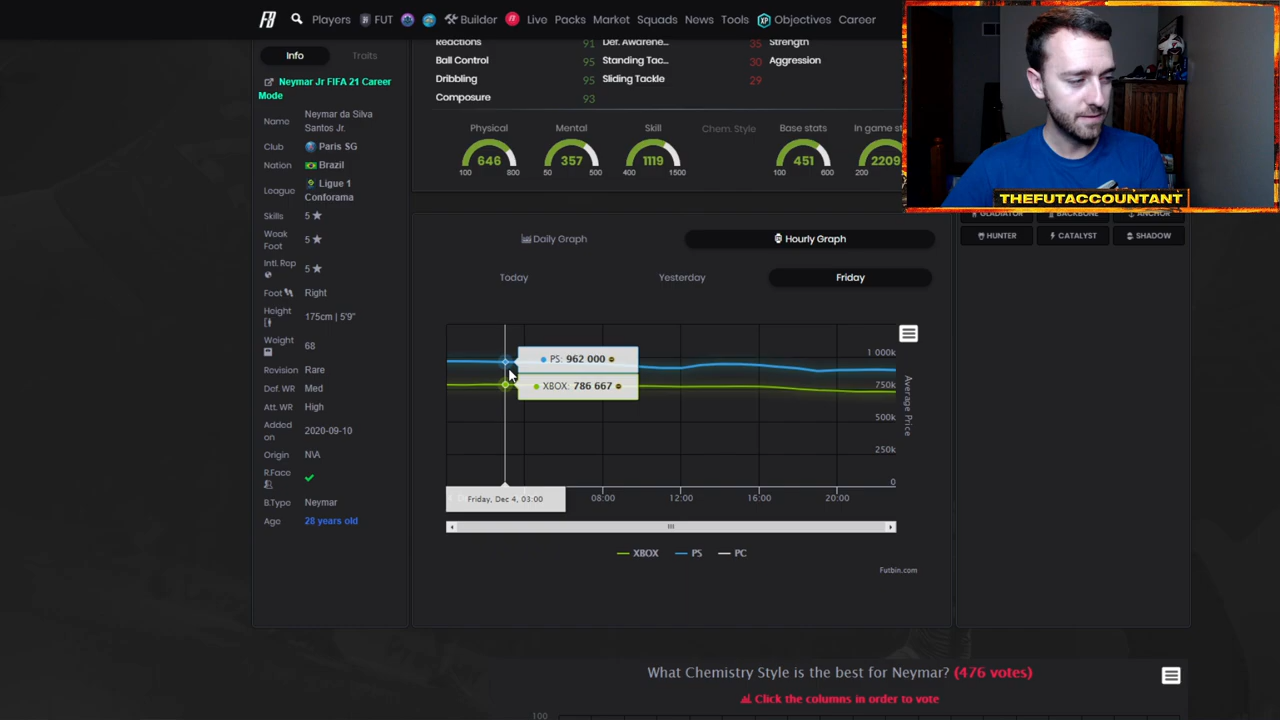 Players FUT Builder Live Packs Market Squads News Tools XP Objectives Career
Info Traits
Neymar Jr FIFA 21 Career Mode
Name Neymar da Silva Santos Jr.
Club Paris SG
Nation Brazil
League Ligue 1 Conforama
Skills 5★
Weak Foot 5★
Intl. Rep 5★
Foot Right
Height 175cm | 5'9"
Weight 68
Revision Rare
Def. WR Med
Att. WR High
Added on 2020-09-10
Origin N\A
R.Face
B.Type Neymar
Age 28 years old
Reactions 91 Def. Awarene... 35 Strength
Ball Control 95 Standing Tac... 30 Aggression
Dribbling 95 Sliding Tackle 29
Composure 93
Physical Mental Skill Chem. Style Base stats In game st
646 357 1119 451 2209
100 800 50 500 400 1500 100 600 200
Daily Graph Hourly Graph
Today Yesterday Friday
PS: 962 000
XBOX: 786 667
1 000k
750k
500k
250k
0
Average Price
Friday, Dec 4, 03:00
08:00 12:00 16:00 20:00
XBOX PS PC
Futbin.com
THEFUTACCOUNTANT
GLADIATOR BACKBONE ANCHOR
HUNTER CATALYST SHADOW
What Chemistry Style is the best for Neymar? (476 votes)
Click the columns in order to vote
100